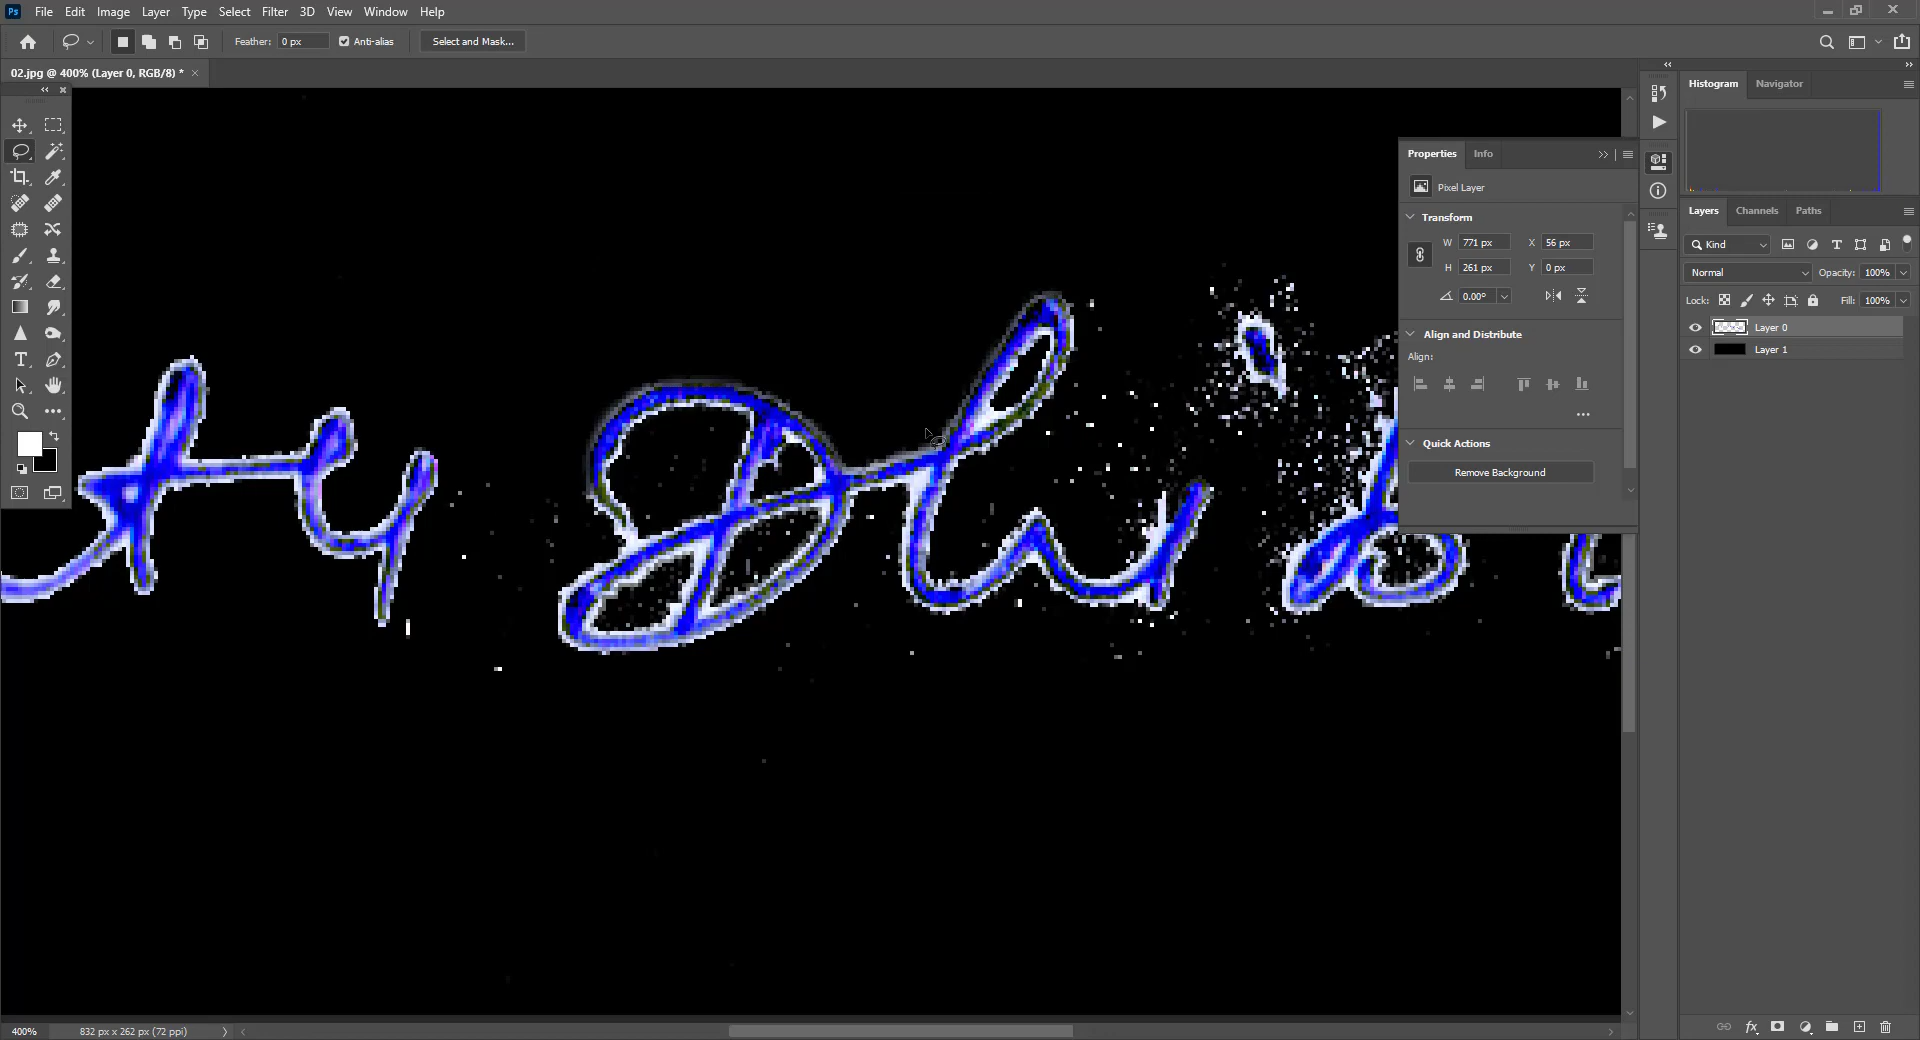 Ps File Edit Layer Image Type Select Filter 3D View Window Help
Feather: 0 px Anti-alias Select and Mask...
02.jpg @ 400% (Layer 0, RGB/8) * ×
Histogram Navigator
Properties Info
Pixel Layer
Transform
W 771 px X 56 px
H 261 px Y 0 px
0.00°
Align and Distribute
Align:
Quick Actions
Remove Background
Layers Channels Paths
Kind
Normal Opacity: 100%
Lock: Fill: 100%
Layer 0
Layer 1
400% 832 px x 262 px (72 ppi)